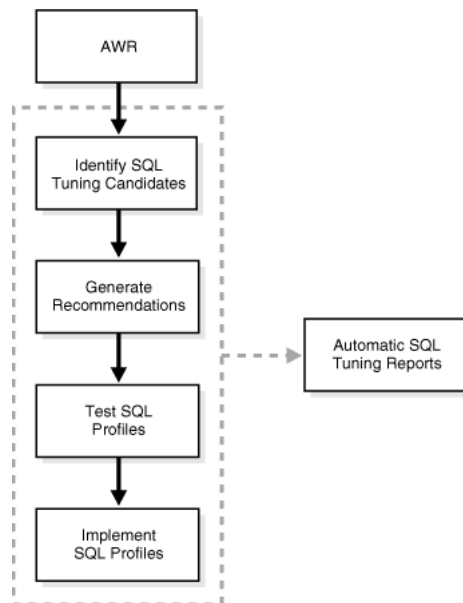 AWR
Identify SQL
Tuning Candidates
Generate
Recommendations
Automatic SQL
Tuning Reports
Test SQL
Profiles
Implement
SQL Profiles